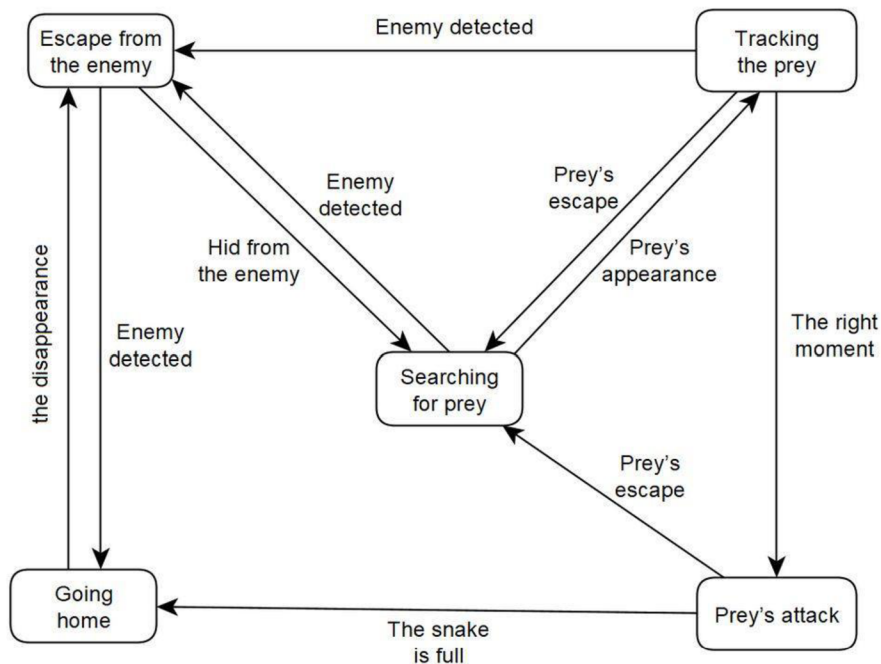 Escape from
the enemy
Enemy detected
Tracking
the prey
Enemy
detected
Prey's
escape
Hid from
the enemy
Prey's
appearance
the disappearance
Enemy
detected
The right
moment
Searching
for prey
Prey's
escape
Going
home
The snake
is full
Prey's attack